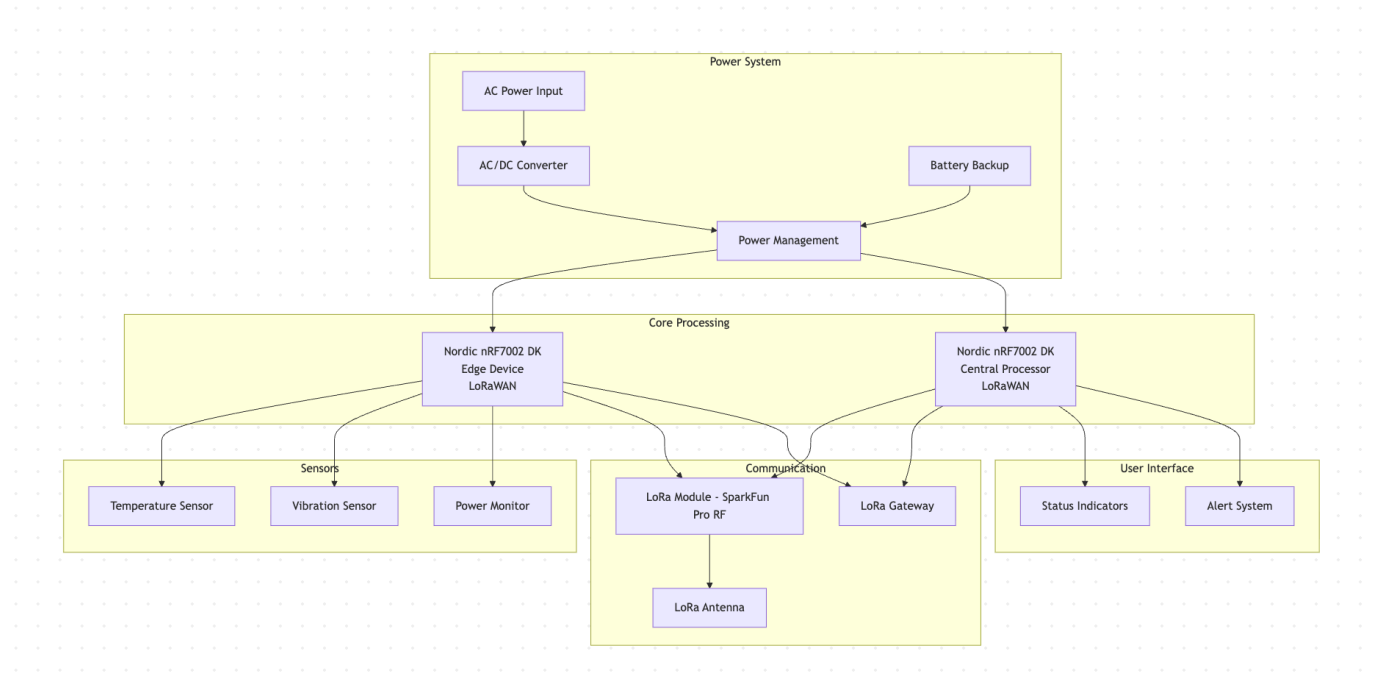 Power System
AC Power Input
AC/DC Converter
Battery Backup
Power Management
Core Processing
Nordic nRF7002 DK
Edge Device
LoRaWAN
Nordic nRF7002 DK
Central Processor
LoRaWAN
Sensors
Temperature Sensor
Vibration Sensor
Power Monitor
Communication
LoRa Module - SparkFun
Pro RF
LoRa Gateway
LoRa Antenna
User Interface
Status Indicators
Alert System